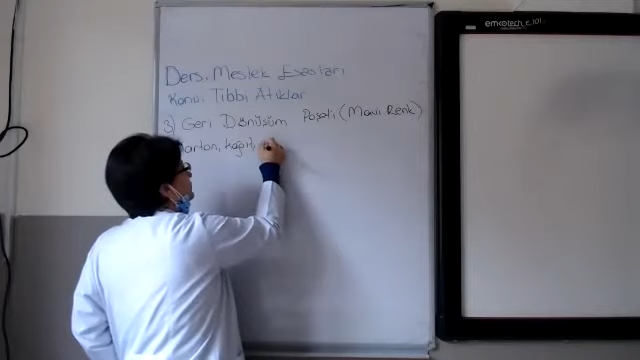 Ders. Meslek Esasları
Konu: Tıbbi Atıklar
3) Geri Dönüşüm Poşeti (Mavi Renk)
karton, kağıt,
emkotech